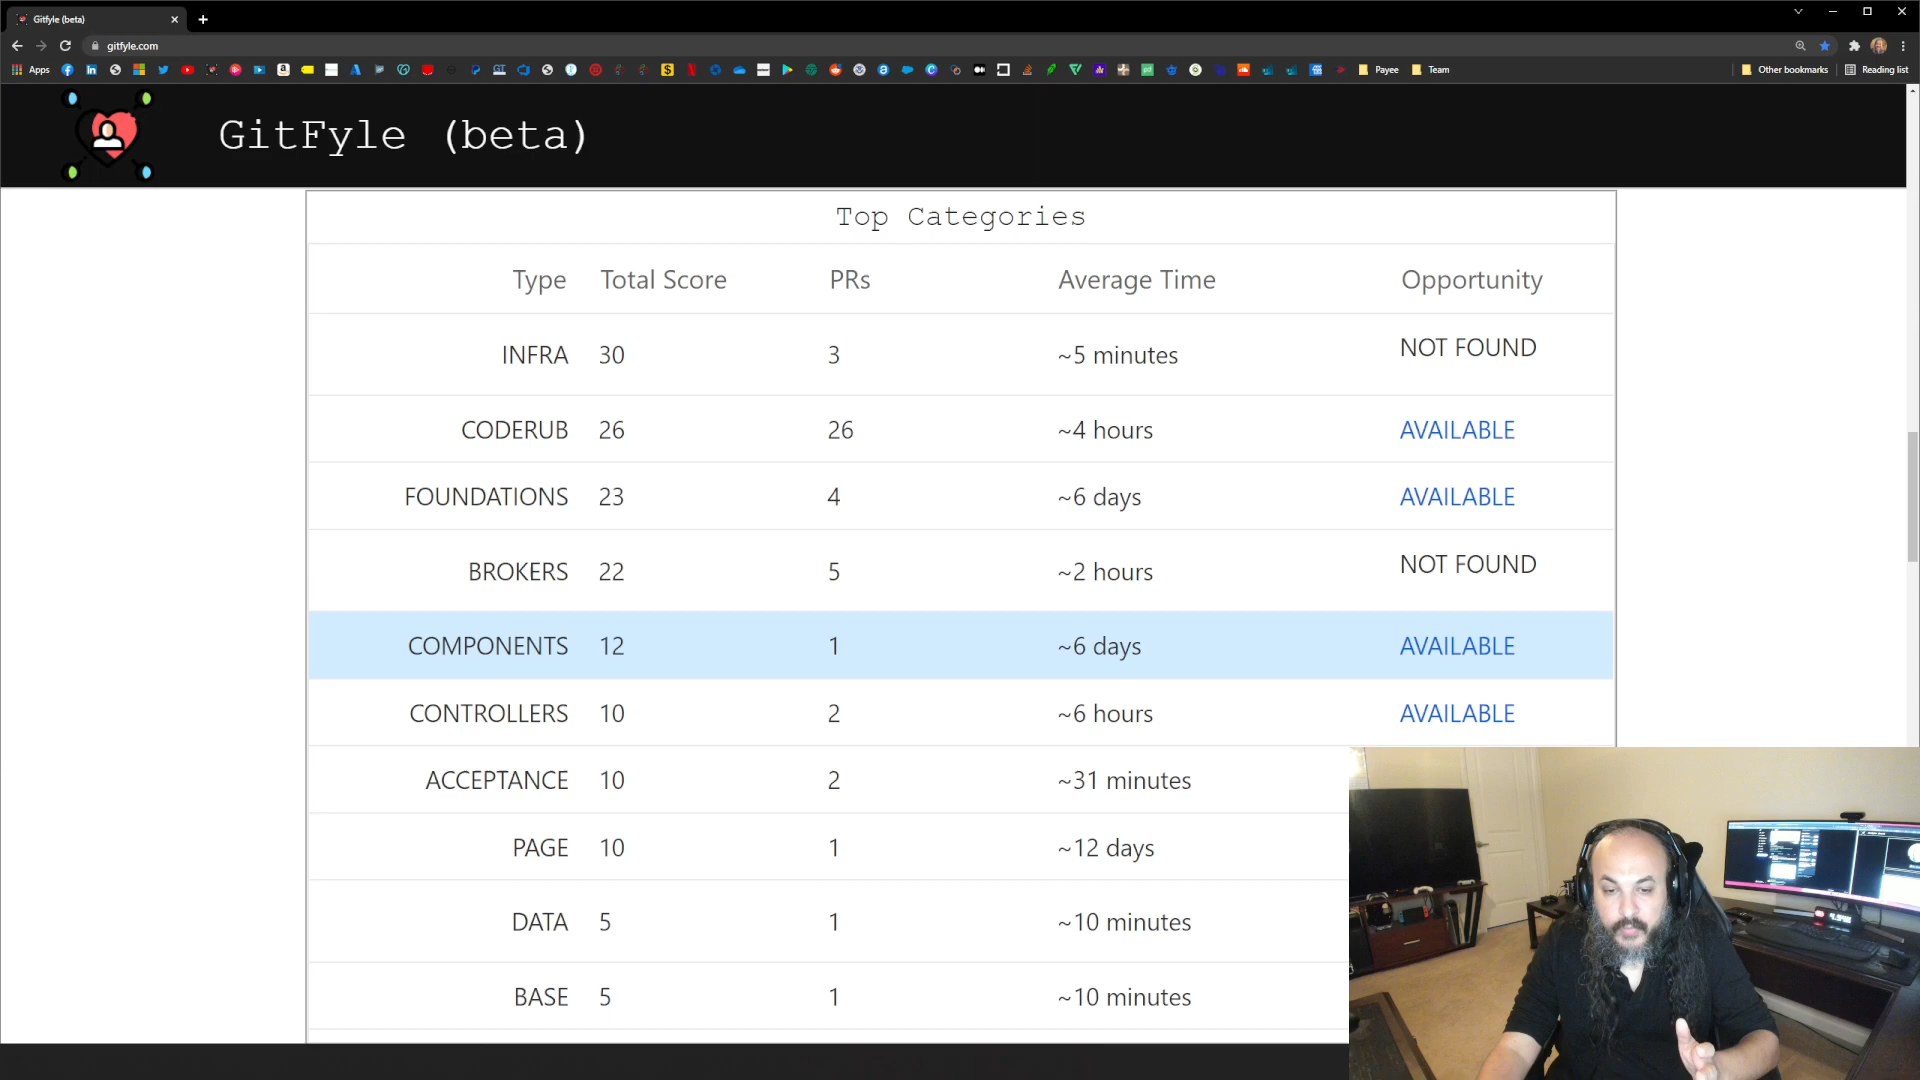 Gitfyle (beta)
gitfyle.com
Apps
Payee
Team
Other bookmarks
Reading list
GitFyle (beta)
Top Categories
Type Total Score PRs Average Time Opportunity
INFRA 30 3 ~5 minutes NOT FOUND
CODERUB 26 26 ~4 hours AVAILABLE
FOUNDATIONS 23 4 ~6 days AVAILABLE
BROKERS 22 5 ~2 hours NOT FOUND
COMPONENTS 12 1 ~6 days AVAILABLE
CONTROLLERS 10 2 ~6 hours AVAILABLE
ACCEPTANCE 10 2 ~31 minutes
PAGE 10 1 ~12 days
DATA 5 1 ~10 minutes
BASE 5 1 ~10 minutes